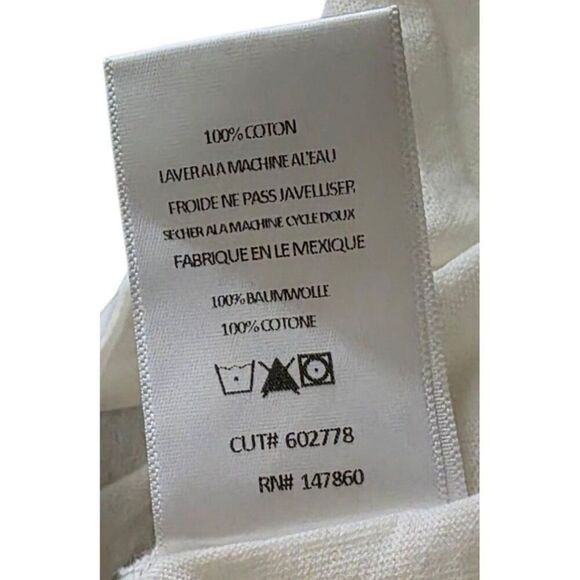 100% COTON
LAVER A LA MACHINE A L'EAU
FROIDE NE PASS JAVELLISER
SECHER A LA MACHINE CYCLE DOUX
FABRIQUE EN LE MEXIQUE
100% BAUMWOLLE
100% COTONE
CUT# 602778
RN# 147860